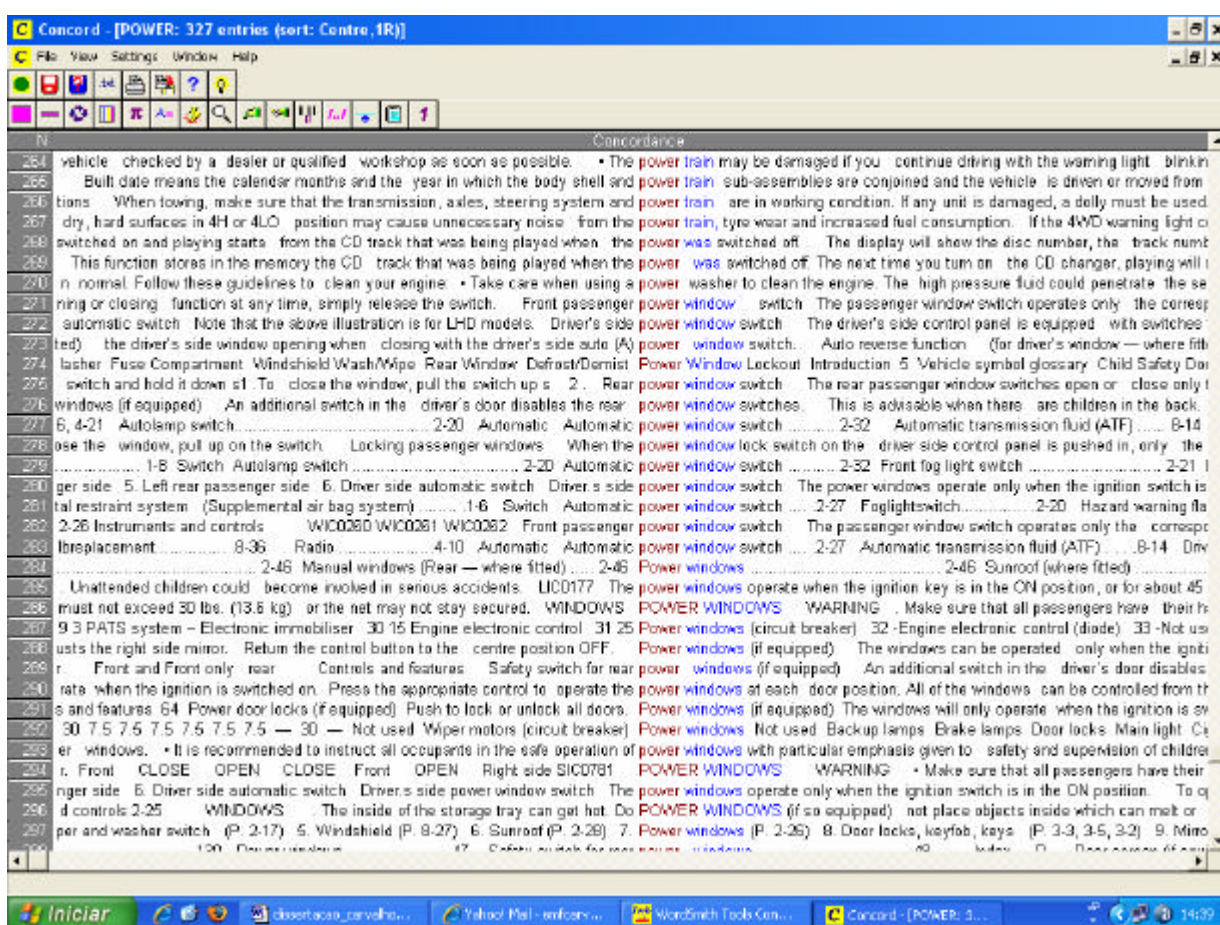 Concord - [POWER: 327 entries (sort: Centre,1R)]
File View Settings Window Help
N Concordance
264 vehicle checked by a dealer or qualified workshop as soon as possible. • The power train may be damaged if you continue driving with the warning light blinkin
265 Built date means the calendar months and the year in which the body shell and power train sub-assemblies are conjoined and the vehicle is driven or moved from
266 tions When towing, make sure that the transmission, axles, steering system and power train are in working condition. If any unit is damaged, a dolly must be used.
267 dry, hard surfaces in 4H or 4LO position may cause unnecessary noise from the power train, tyre wear and increased fuel consumption. If the 4WD warning light
268 switched on and playing starts from the CD track that was being played when the power was switched off. The display will show the disc number, the track numb
269 This function stores in the memory the CD track that was being played when the power was switched off. The next time you turn on the CD changer, playing will
270 n normal. Follow these guidelines to clean your engine: • Take care when using a power washer to clean the engine. The high pressure fluid could penetrate the se
271 ning or closing function at any time, simply release the switch. Front passenger power window switch The passenger window switch operates only the corresp
272 automatic switch Note that the above illustration is for LHD models. Driver's side power window switch The driver's side control panel is equipped with switches
273 ted) the driver's side window opening when closing with the driver's side auto (A) power window switch. Auto reverse function (for driver's window — where fitt
274 lasher Fuse Compartment Windshield Wash/Wipe Rear Window Defrost/Demist Power Window Lockout Introduction 5 Vehicle symbol glossary Child Safety Doo
275 switch and hold it down s1 .To close the window, pull the switch up s 2 . Rear power window switch The rear passenger window switches open or close only
276 windows (if equipped) An additional switch in the driver's door disables the rear power window switches. This is advisable when there are children in the back.
277 6, 4-21 Autolamp switch.......................... 2-20 Automatic Automatic power window switch ......... 2-32 Automatic transmission fluid (ATF) ...... 8-14
278 ose the window, pull up on the switch. Locking passenger windows When the power window lock switch on the driver side control panel is pushed in, only the
279 ................. 1-8 Switch Autolamp switch .......................... 2-20 Automatic power window switch ......... 2-32 Front fog light switch ........................ 2-21
280 ger side 5. Left rear passenger side 6. Driver side automatic switch Driver.s side power window switch The power windows operate only when the ignition switch is
281 tal restraint system (Supplemental air bag system) ......... 1-6 Switch Automatic power window switch ..... 2-27 Foglightswitch............ 2-20 Hazard warning fla
282 2-26 Instruments and controls WIC0260 WIC0261 WIC0262 Front passenger power window switch The passenger window switch operates only the correspo
283 lbreplacement .............. 8-36 Radio ................... 4-10 Automatic Automatic power window switch ..... 2-27 Automatic transmission fluid (ATF) ..... .8-14 Driv
284 .......................... 2-46 Manual windows (Rear — where fitted) ..... 2-46 Power windows .......................... 2-46 Sunroof (where fitted)
285 . Unattended children could become involved in serious accidents. LIC0177 The power windows operate when the ignition key is in the ON position, or for about 45
286 must not exceed 30 lbs. (13.6 kg) or the net may not stay secured. WINDOWS POWER WINDOWS WARNING . Make sure that all passengers have their h
287 9 3 PATS system – Electronic immobiliser 30 15 Engine electronic control 31 25 Power windows (circuit breaker) 32 -Engine electronic control (diode) 33 -Not us
288 usts the right side mirror. Return the control button to the centre position OFF. Power windows (if equipped) The windows can be operated only when the igniti
289 r. Front and Front only rear Controls and features Safety switch for rear power windows (if equipped) An additional switch in the driver's door disables
290 rate when the ignition is switched on. Press the appropriate control to operate the power windows at each door position. All of the windows can be controlled from th
291 s and features 64 Power door locks (if equipped) Push to lock or unlock all doors. Power windows (if equipped) The windows will only operate when the ignition is sw
292 30 7.5 7.5 7.5 7.5 7.5 — 30 — Not used Wiper motors (circuit breaker) Power windows Not used Backup lamps Brake lamps Door locks Main light
293 er windows. • It is recommended to instruct all occupants in the safe operation of power windows with particular emphasis given to safety and supervision of childre
294 r. Front CLOSE OPEN CLOSE Front OPEN Right side SIC0781 POWER WINDOWS WARNING • Make sure that all passengers have their
295 nger side 6. Driver side automatic switch Driver.s side power window switch The power windows operate only when the ignition switch is in the ON position. To
296 d controls 2-25 WINDOWS . The inside of the storage tray can get hot. Do POWER WINDOWS (if so equipped) not place objects inside which can melt or
297 per and washer switch (P. 2-17) 5. Windshield (P. 8-27) 6. Sunroof (P. 2-28) 7. Power windows (P. 2-26) 8. Door locks, keyfob, keys (P. 3-3, 3-5, 3-2) 9. Mirro
Iniciar dissertacao_carvalho... Yahoo! Mail - WordSmith Tools Con... Concord - [POWER: 3... 14:39